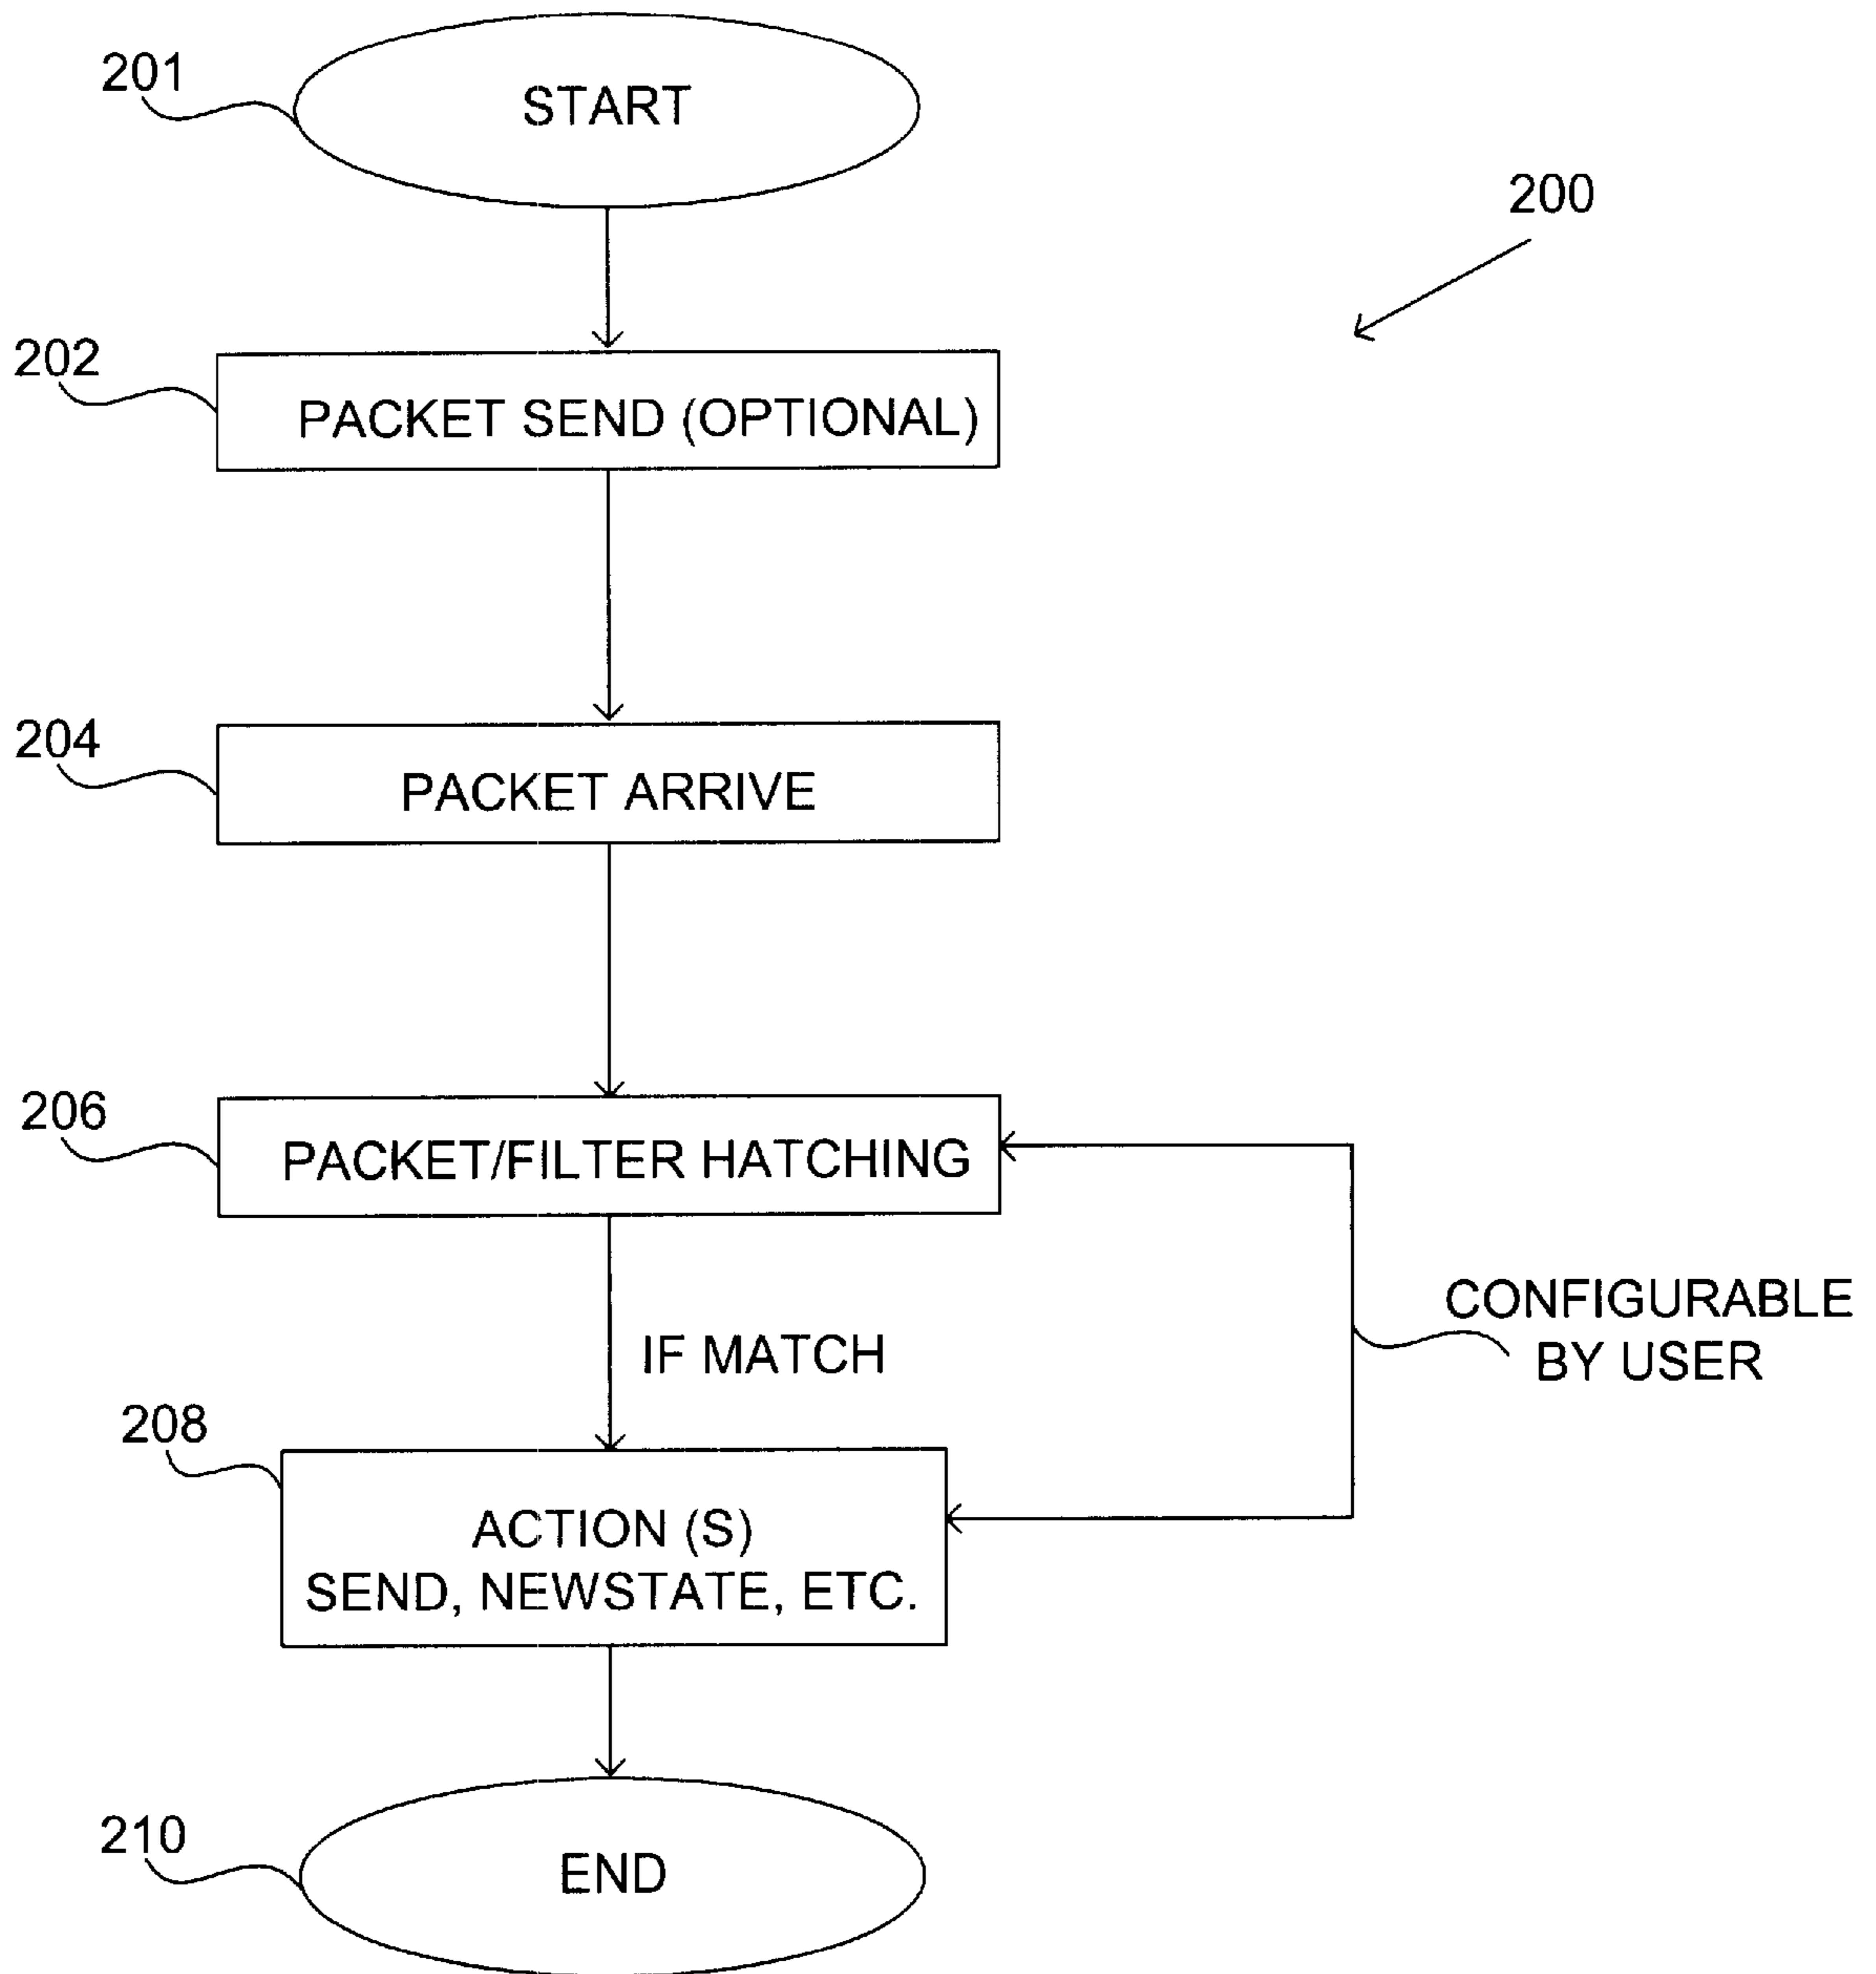 201
START
200
202
PACKET SEND (OPTIONAL)
204
PACKET ARRIVE
206
PACKET/FILTER HATCHING
IF MATCH
CONFIGURABLE
BY USER
208
ACTION (S)
SEND, NEWSTATE, ETC.
210
END